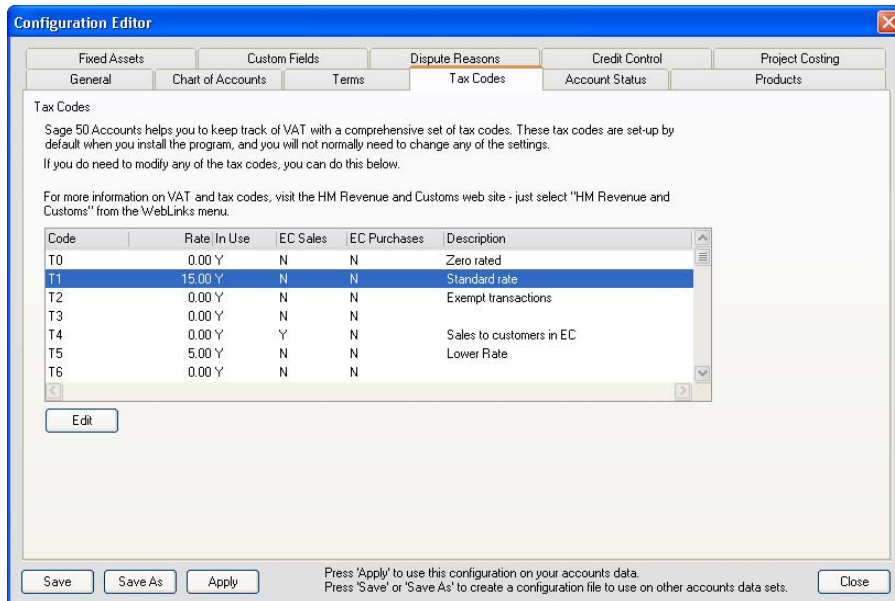 Configuration Editor
Fixed Assets Custom Fields Dispute Reasons Credit Control Project Costing
General Chart of Accounts Terms Tax Codes Account Status Products
Tax Codes
Sage 50 Accounts helps you to keep track of VAT with a comprehensive set of tax codes. These tax codes are set-up by
default when you install the program, and you will not normally need to change any of the settings.
If you do need to modify any of the tax codes, you can do this below.
For more information on VAT and tax codes, visit the HM Revenue and Customs web site - just select "HM Revenue and
Customs" from the WebLinks menu.
Code Rate In Use EC Sales EC Purchases Description
T0 0.00 Y N N Zero rated
T1 15.00 Y N N Standard rate
T2 0.00 Y N N Exempt transactions
T3 0.00 Y N N
T4 0.00 Y Y N Sales to customers in EC
T5 5.00 Y N N Lower Rate
T6 0.00 Y N N
Edit
Press 'Apply' to use this configuration on your accounts data.
Save Save As Apply Press 'Save' or 'Save As' to create a configuration file to use on other accounts data sets. Close